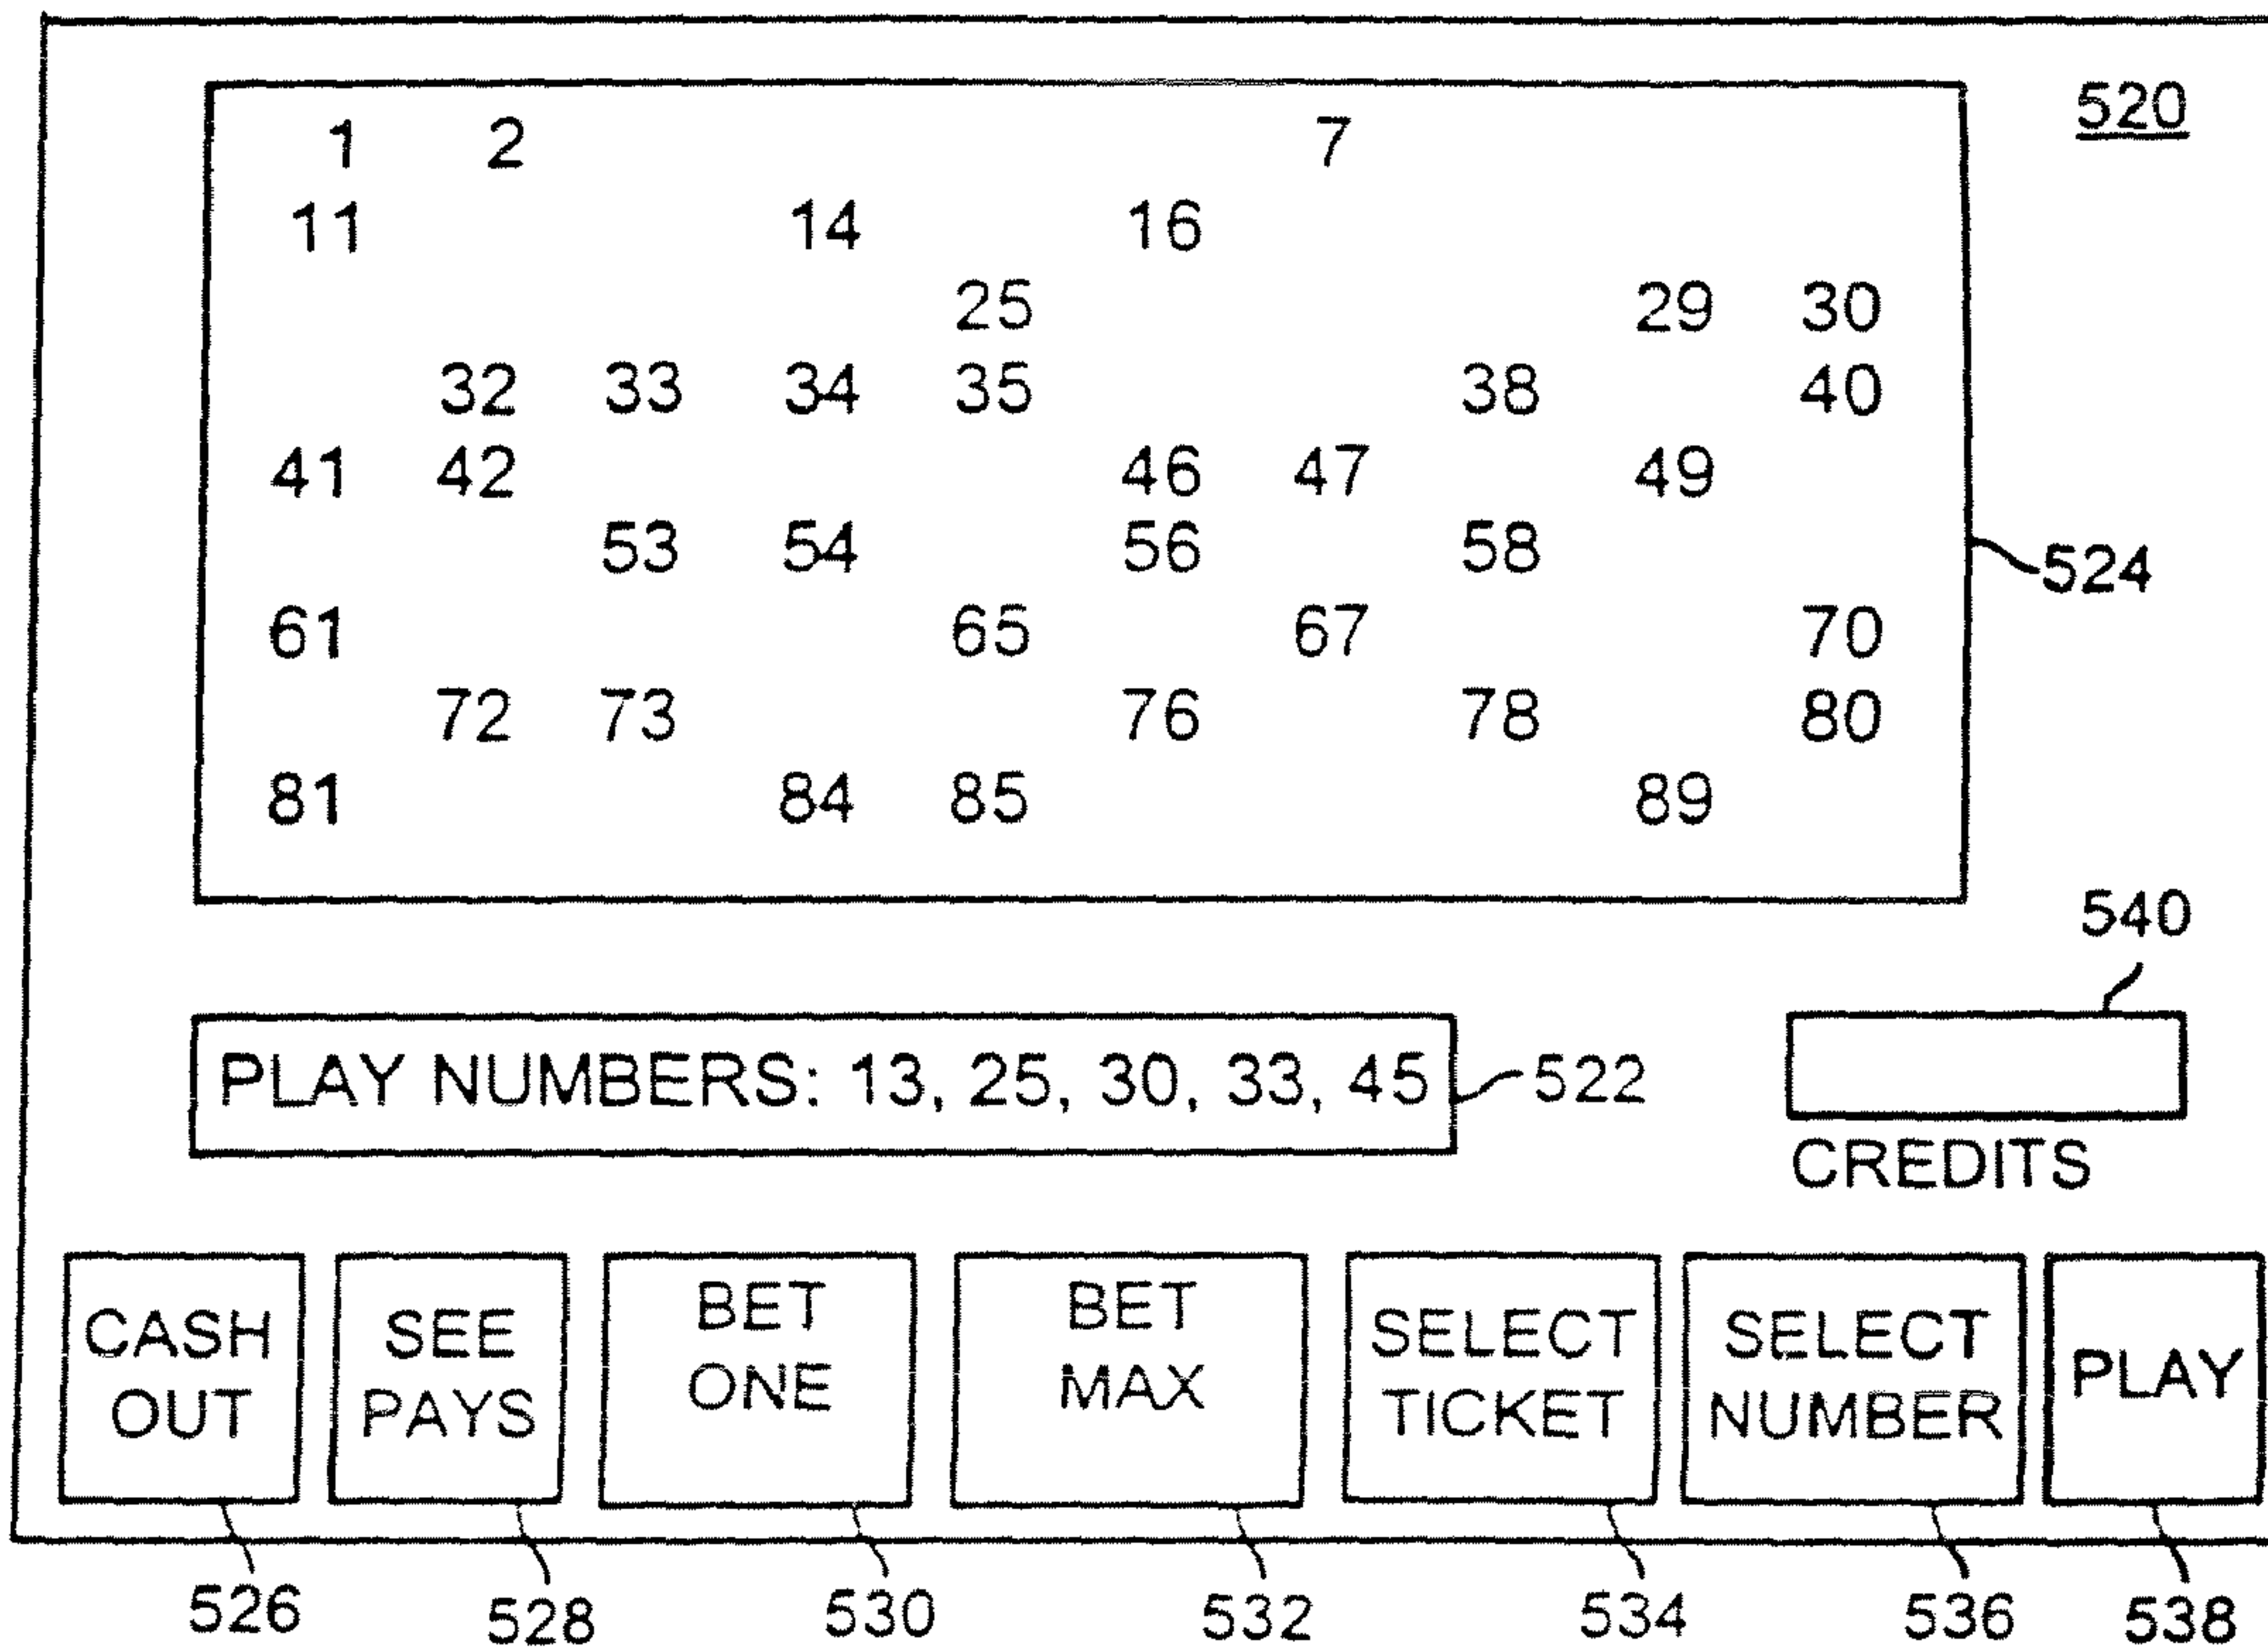 520
1 2 7
11 14 16
25 29 30
32 33 34 35 38 40
41 42 46 47 49
53 54 56 58
524
61 65 67 70
72 73 76 78 80
81 84 85 89
540
PLAY NUMBERS: 13, 25, 30, 33, 45
522
CREDITS
CASH
OUT
SEE
PAYS
BET
ONE
BET
MAX
SELECT
TICKET
SELECT
NUMBER
PLAY
526 528 530 532 534 536 538